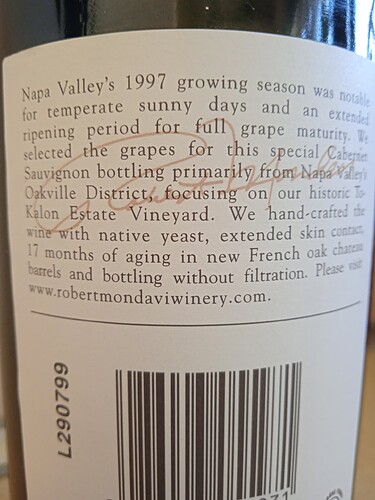 Napa Valley's 1997 growing season was notable
for temperate sunny days and an extended
ripening period for full grape maturity. We
selected the grapes for this special Cabernet
Sauvignon bottling primarily from Napa Valley's
Oakville District, focusing on our historic To-
Kalon Estate Vineyard. We hand-crafted the
wine with native yeast, extended skin contact,
17 months of aging in new French oak chateau
barrels and bottling without filtration. Please visit
www.robertmondaviwinery.com.
L290799